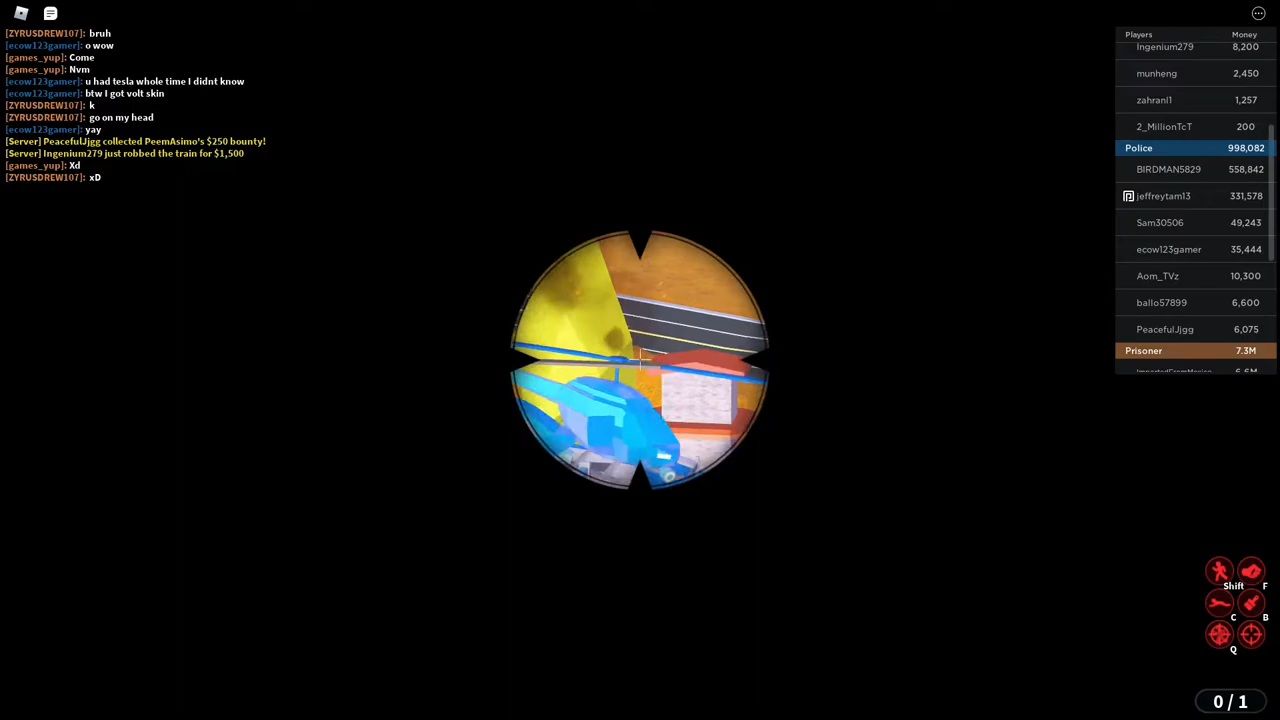 [ZYRUSDREW107]: bruh
[ecow123gamer]: o wow
[games_yup]: Come
[games_yup]: Nvm
[ecow123gamer]: u had tesla whole time I didnt know
[ecow123gamer]: btw I got volt skin
[ZYRUSDREW107]: k
[ZYRUSDREW107]: go on my head
[ecow123gamer]: yay
[Server] PeacefulJjgg collected PeemAsimo's $250 bounty!
[Server] Ingenium279 just robbed the train for $1,500
[games_yup]: Xd
[ZYRUSDREW107]: xD
Players Money
Ingenium279 8,200
munheng 2,450
zahranl1 1,257
2_MillionTcT 200
Police 998,082
BIRDMAN5829 558,842
jeffreytam13 331,578
Sam30506 49,243
ecow123gamer 35,444
Aom_TVz 10,300
ballo57899 6,600
PeacefulJjgg 6,075
Prisoner 7.3M
Shift F
C B
Q
0 / 1